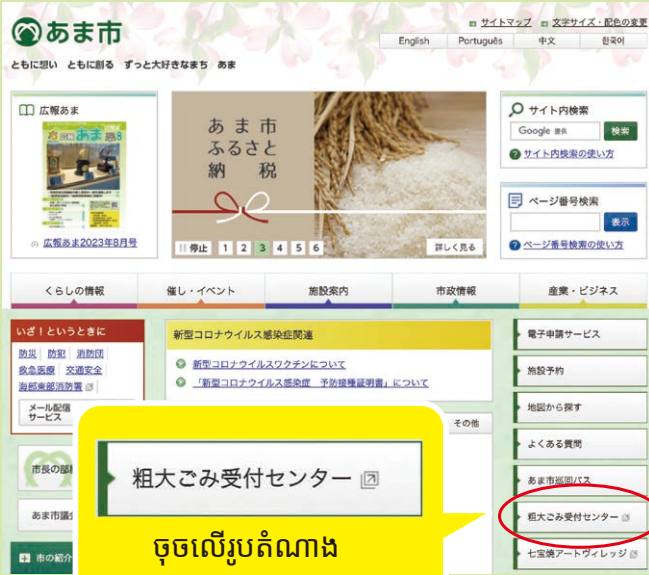 あま市
サイトマップ 文字サイズ・配色の変更
English Português 中文 한국어
ともに想い ともに創る ずっと大好きなまち あま
広報あま
広報あま2023年8月号
あま市
ふるさと
納税
停止 1 2 3 4 5 6
詳しく見る
サイト内検索
Google 提供 検索
サイト内検索の使い方
ページ番号検索
表示
ページ番号検索の使い方
くらしの情報 催し・イベント 施設案内 市政情報 産業・ビジネス
いざ！というときに
防災 防犯 消防団
救急医療 交通安全
海部東部消防署
メール配信
サービス
新型コロナウイルス感染症関連
新型コロナウイルスワクチンについて
「新型コロナウイルス感染症 予防接種証明書」について
その他
市長の部
あま市議
市の紹介
粗大ごみ受付センター
ចុចលើរូបតំណាង
電子申請サービス
施設予約
地図から探す
よくある質問
あま市巡回バス
粗大ごみ受付センター
七宝焼アートヴィレッジ